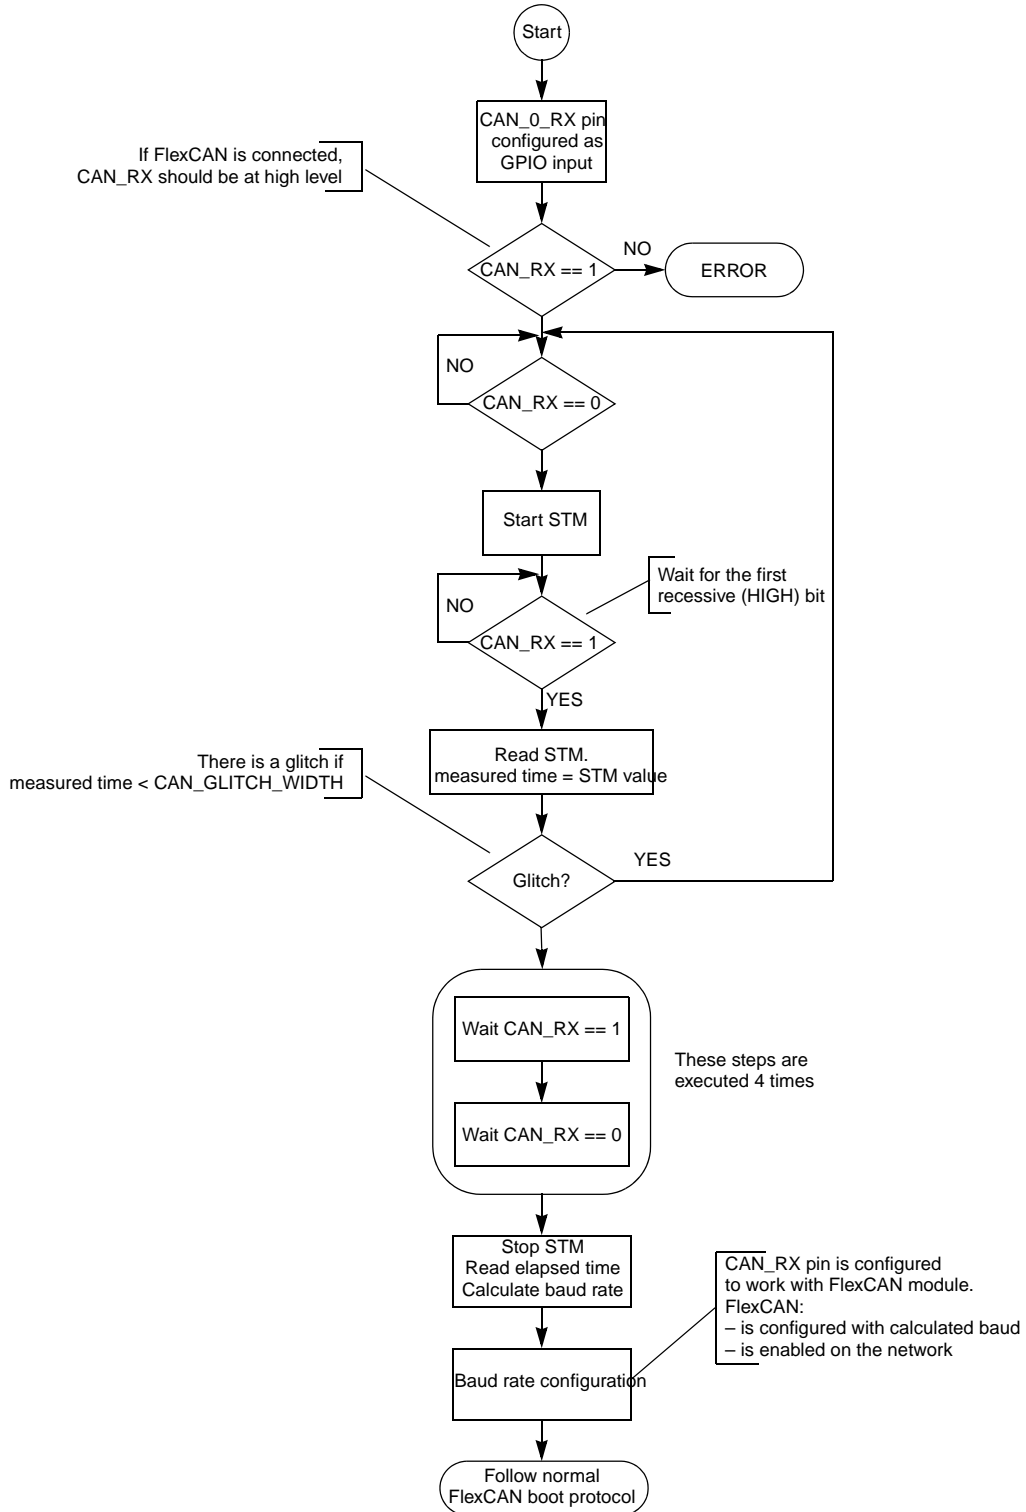 Start
CAN_0_RX pin
configured as
GPIO input
If FlexCAN is connected,
CAN_RX should be at high level
CAN_RX == 1
NO
ERROR
NO
CAN_RX == 0
Start STM
Wait for the first
recessive (HIGH) bit
NO
CAN_RX == 1
YES
Read STM.
measured time = STM value
There is a glitch if
measured time < CAN_GLITCH_WIDTH
Glitch?
YES
Wait CAN_RX == 1
These steps are
executed 4 times
Wait CAN_RX == 0
Stop STM
Read elapsed time
Calculate baud rate
CAN_RX pin is configured
to work with FlexCAN module.
FlexCAN:
– is configured with calculated baud
– is enabled on the network
Baud rate configuration
Follow normal
FlexCAN boot protocol